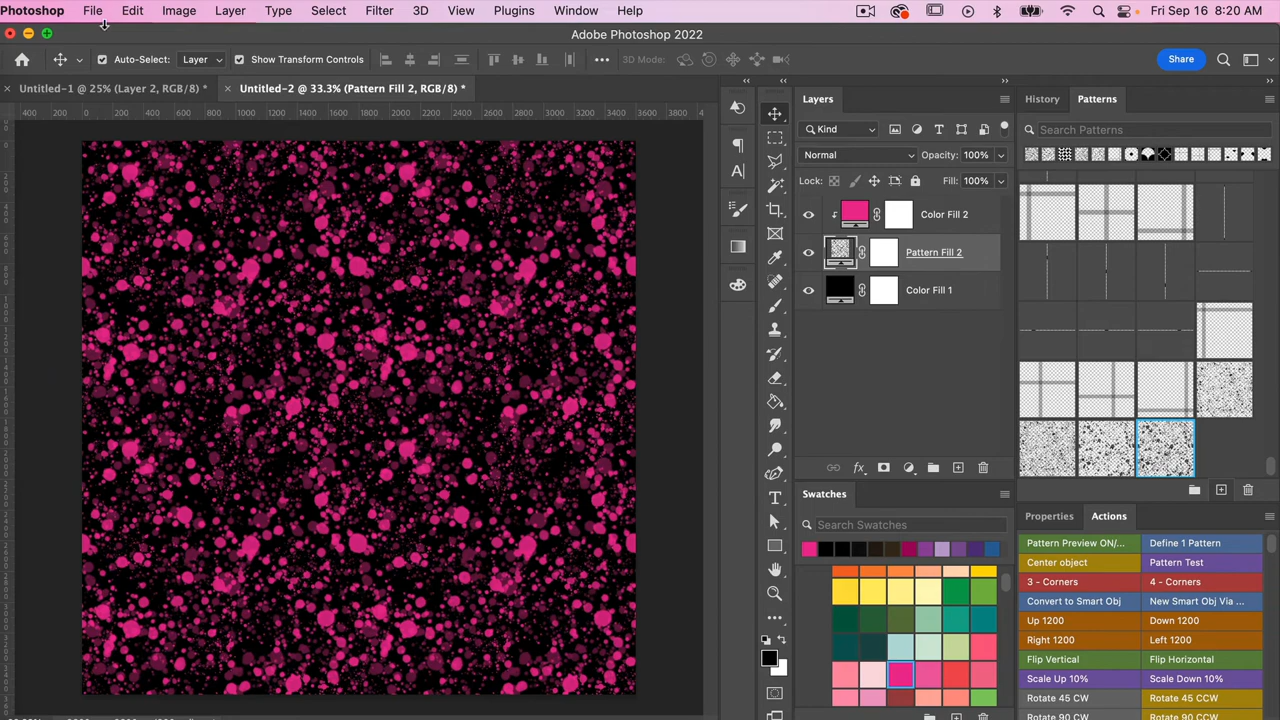 Photoshop File Edit Image Layer Type Select Filter 3D View Plugins Window Help Fri Sep 16 8:20 AM
Adobe Photoshop 2022
Auto-Select: Layer Show Transform Controls 3D Mode: Share
Untitled-1 @ 25% (Layer 2, RGB/8) * Untitled-2 @ 33.3% (Pattern Fill 2, RGB/8) *
400 200 0 200 400 600 800 1000 1200 1400 1600 1800 2000 2200 2400 2600 2800 3000 3200 3400 3600 3800 4
Layers
Kind
Normal Opacity: 100%
Lock: Fill: 100%
Color Fill 2
Pattern Fill 2
Color Fill 1
Swatches
Search Swatches
History Patterns
Search Patterns
Properties Actions
Pattern Preview ON/... Define 1 Pattern
Center object Pattern Test
3 - Corners 4 - Corners
Convert to Smart Obj New Smart Obj Via ...
Up 1200 Down 1200
Right 1200 Left 1200
Flip Vertical Flip Horizontal
Scale Up 10% Scale Down 10%
Rotate 45 CW Rotate 45 CCW
Rotate 90 CW Rotate 90 CCW